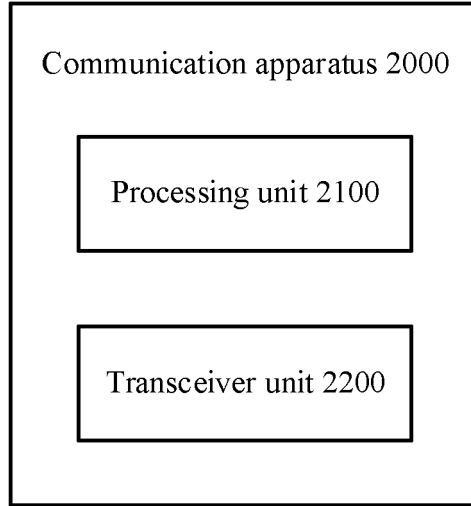 Communication apparatus 2000
Processing unit 2100
Transceiver unit 2200